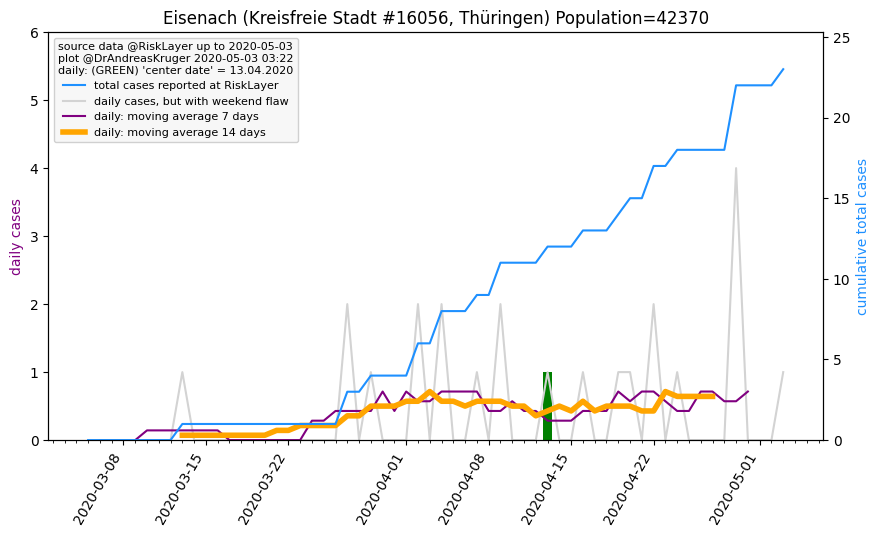 Eisenach (Kreisfreie Stadt #16056, Thüringen) Population=42370
source data @RiskLayer up to 2020-05-03
plot @DrAndreasKruger 2020-05-03 03:22
daily: (GREEN) 'center date' = 13.04.2020
total cases reported at RiskLayer
daily cases, but with weekend flaw
daily: moving average 7 days
daily: moving average 14 days
daily cases
6
5
4
3
2
1
0
25
20
15
10
5
0
cumulative total cases
2020-03-08
2020-03-15
2020-03-22
2020-04-01
2020-04-08
2020-04-15
2020-04-22
2020-05-01